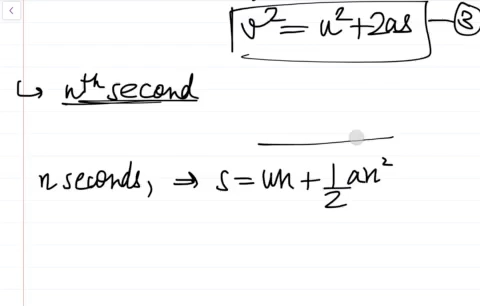 v² = u² + 2as — ③
↳ nth second
n seconds, ⇒ s = un + 1/2 an²